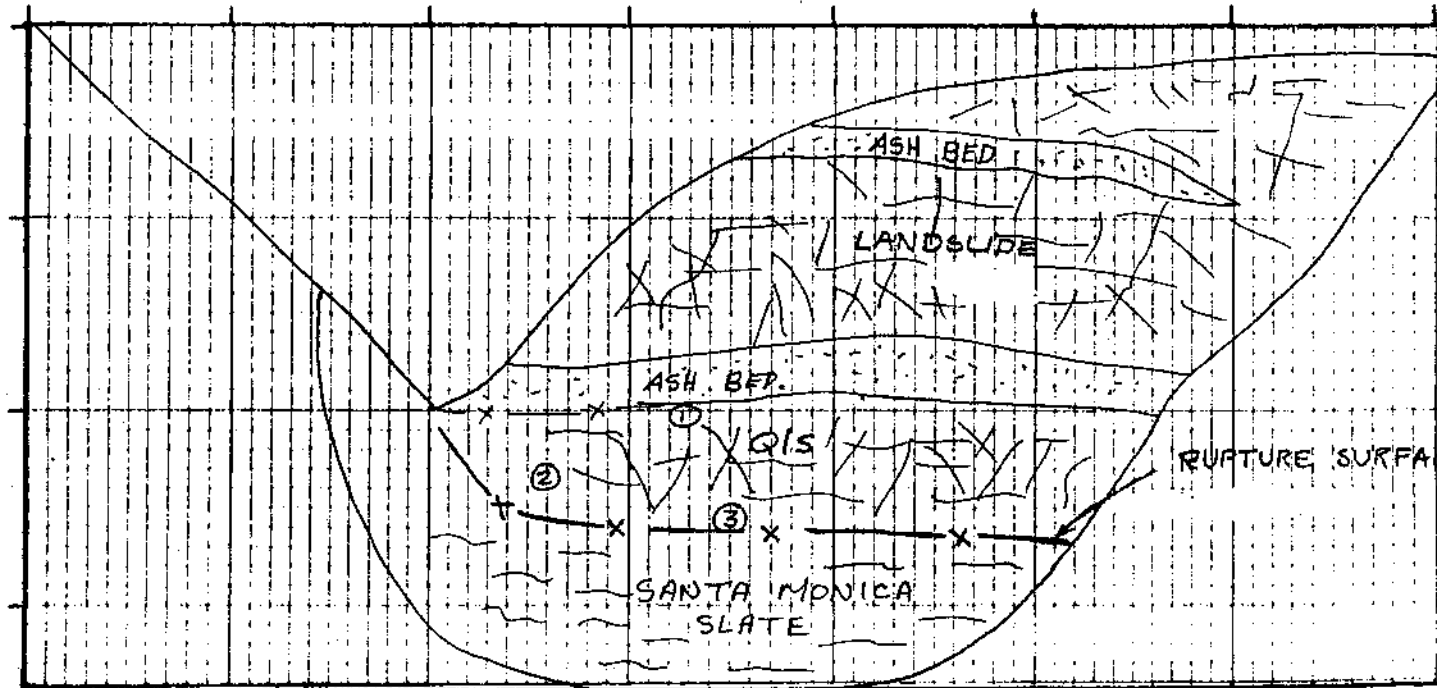 ASH BED
LANDSLIDE
ASH BED.
①
Qls
RUPTURE SURFA
②
③
SANTA MONICA
SLATE